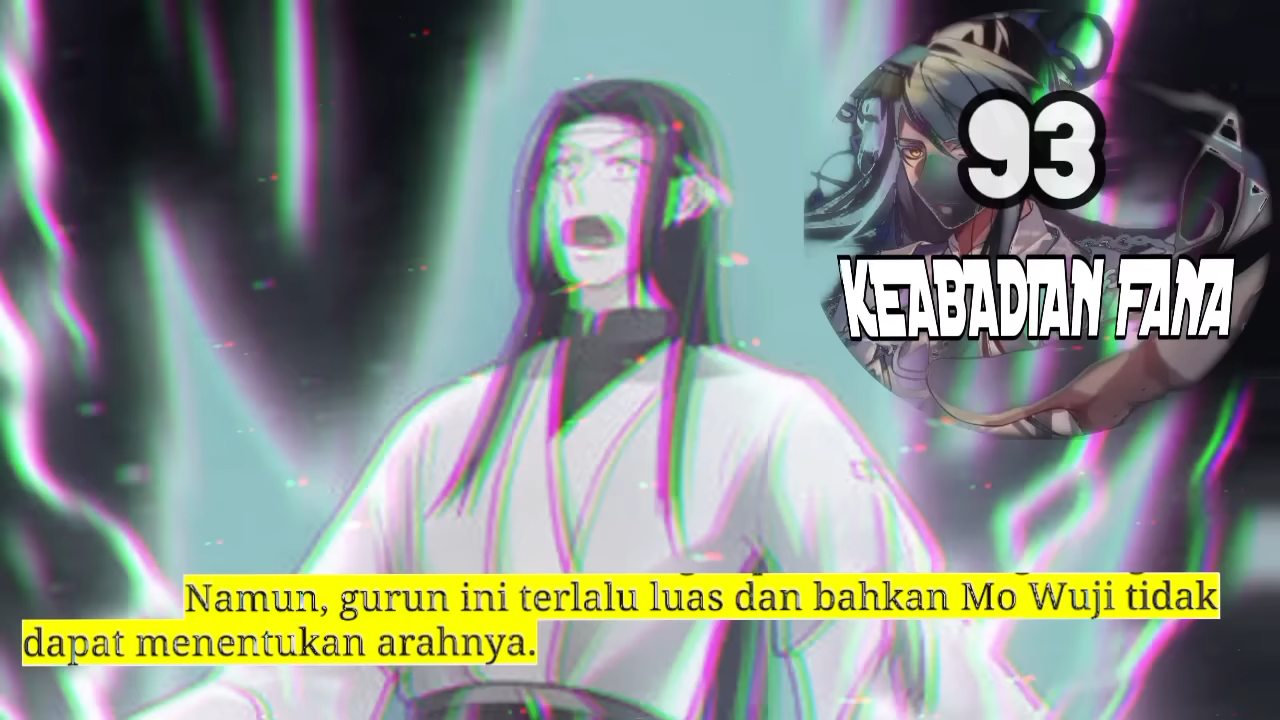 93
KEABADIAN FANA
Namun, gurun ini terlalu luas dan bahkan Mo Wuji tidak
dapat menentukan arahnya.